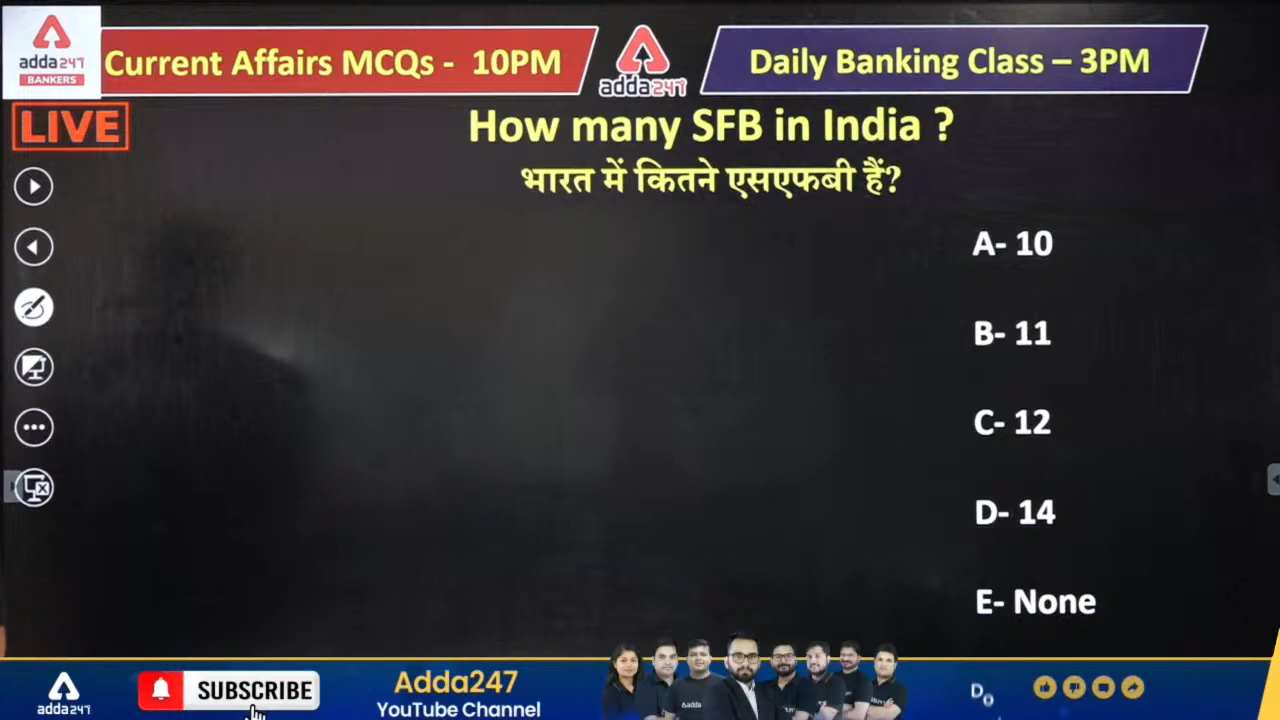 adda247
BANKERS
Current Affairs MCQs - 10PM
adda247
Daily Banking Class – 3PM
LIVE
How many SFB in India ?
भारत में कितने एसएफबी हैं?
A- 10
B- 11
C- 12
D- 14
E- None
adda247
SUBSCRIBE
Adda247
YouTube Channel
adda